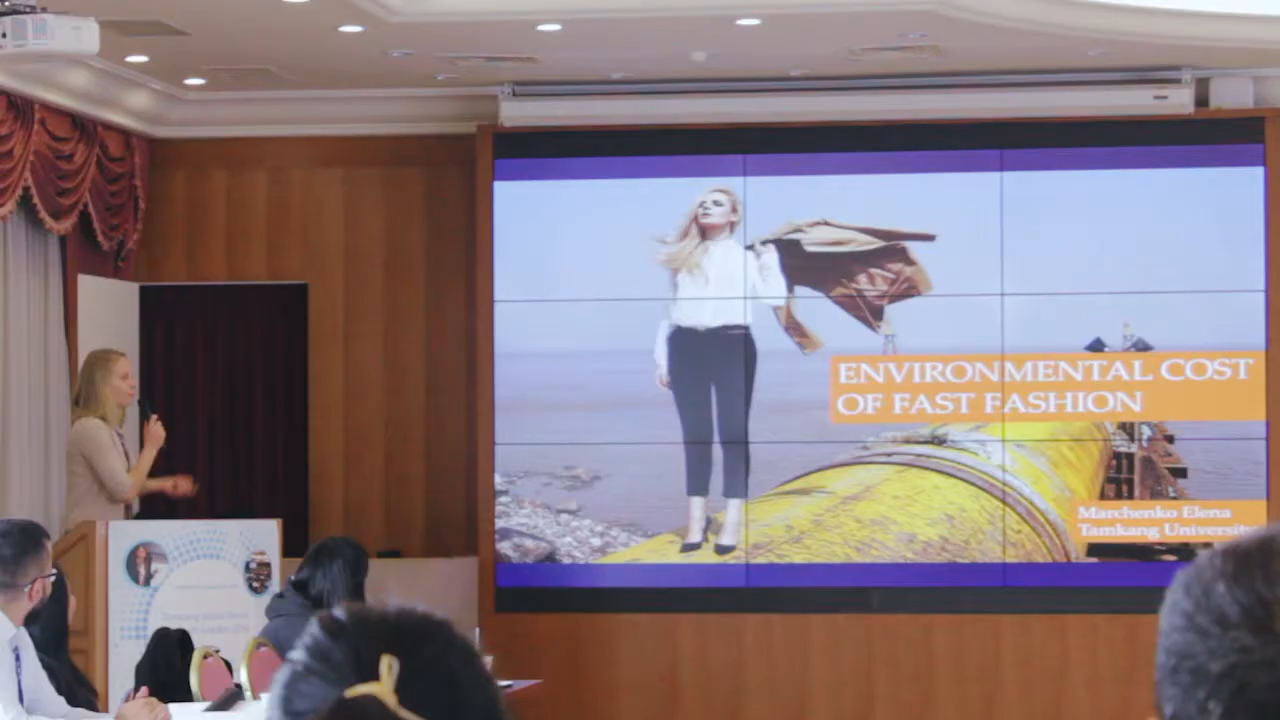 ENVIRONMENTAL COST
OF FAST FASHION
Marchenko Elena
Tamkang University